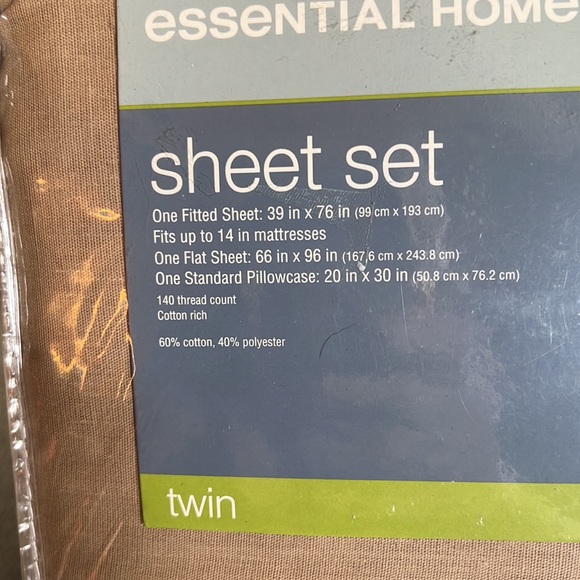 essential home
sheet set
One Fitted Sheet: 39 in x 76 in (99 cm x 193 cm)
Fits up to 14 in mattresses
One Flat Sheet: 66 in x 96 in (167.6 cm x 243.8 cm)
One Standard Pillowcase: 20 in x 30 in (50.8 cm x 76.2 cm)
140 thread count
Cotton rich
60% cotton, 40% polyester
twin